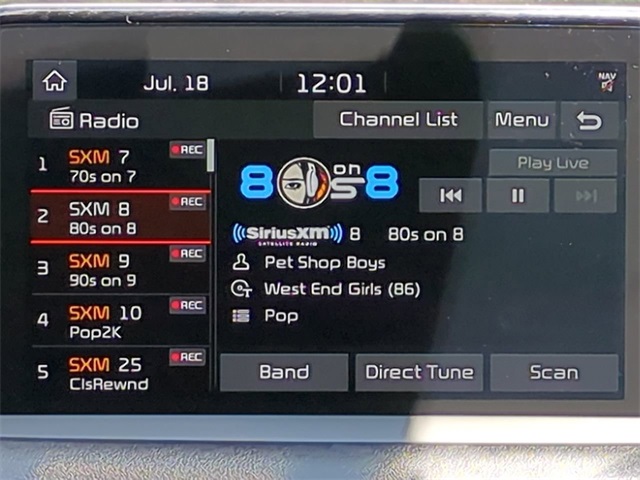 Jul. 18
12:01
NAV
Radio
Channel List
Menu
1 SXM 7 REC
70s on 7
2 SXM 8 REC
80s on 8
3 SXM 9 REC
90s on 9
4 SXM 10 REC
Pop2K
5 SXM 25 REC
ClsRewnd
Play Live
80s on 8
((SiriusXM)) 8 80s on 8
SATELLITE RADIO
Pet Shop Boys
West End Girls (86)
Pop
Band
Direct Tune
Scan